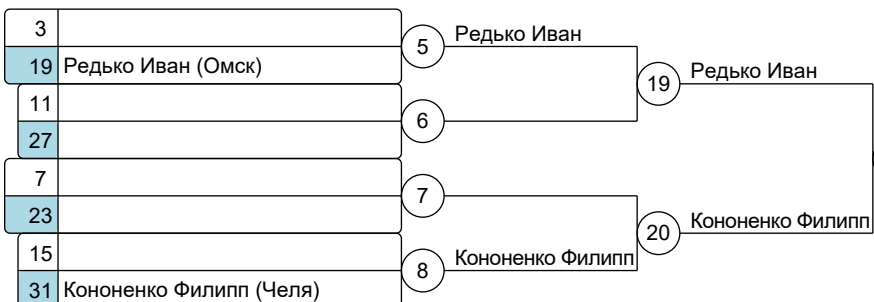 3
5
Редько Иван
19 Редько Иван (Омск)
19
Редько Иван
11
6
27
7
7
23
20
Кононенко Филипп
15
8
Кононенко Филипп
31 Кононенко Филипп (Челя)